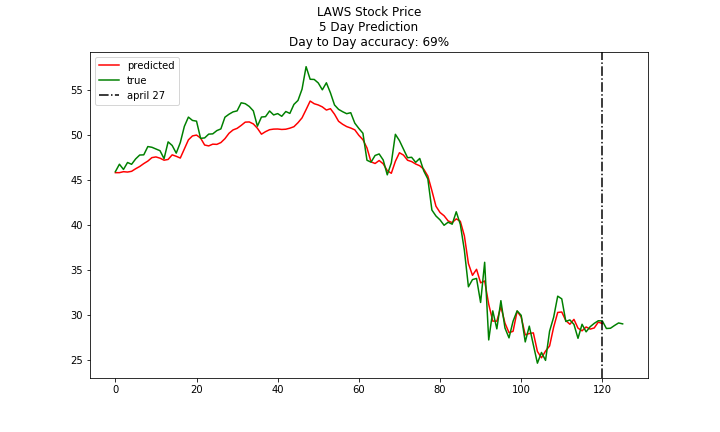 LAWS Stock Price
5 Day Prediction
Day to Day accuracy: 69%
predicted
true
april 27
55
50
45
40
35
30
25
0 20 40 60 80 100 120